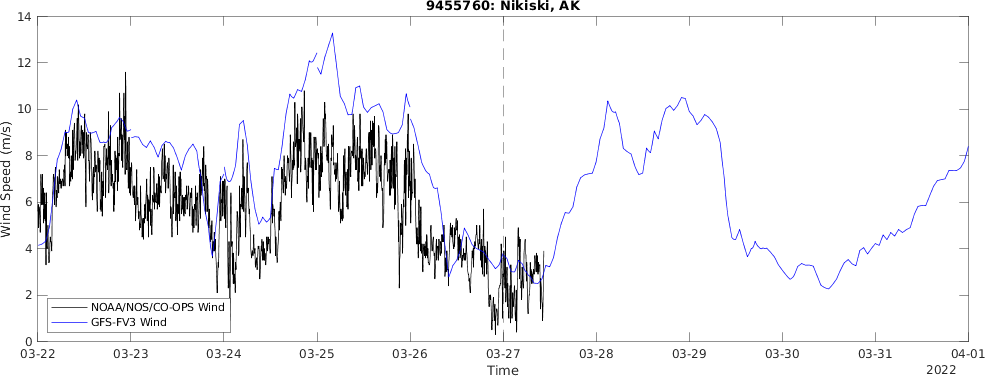 9455760: Nikiski, AK
Wind Speed (m/s)
14
12
10
8
6
4
2
0
NOAA/NOS/CO-OPS Wind
GFS-FV3 Wind
03-22 03-23 03-24 03-25 03-26 03-27 03-28 03-29 03-30 03-31 04-01
Time
2022